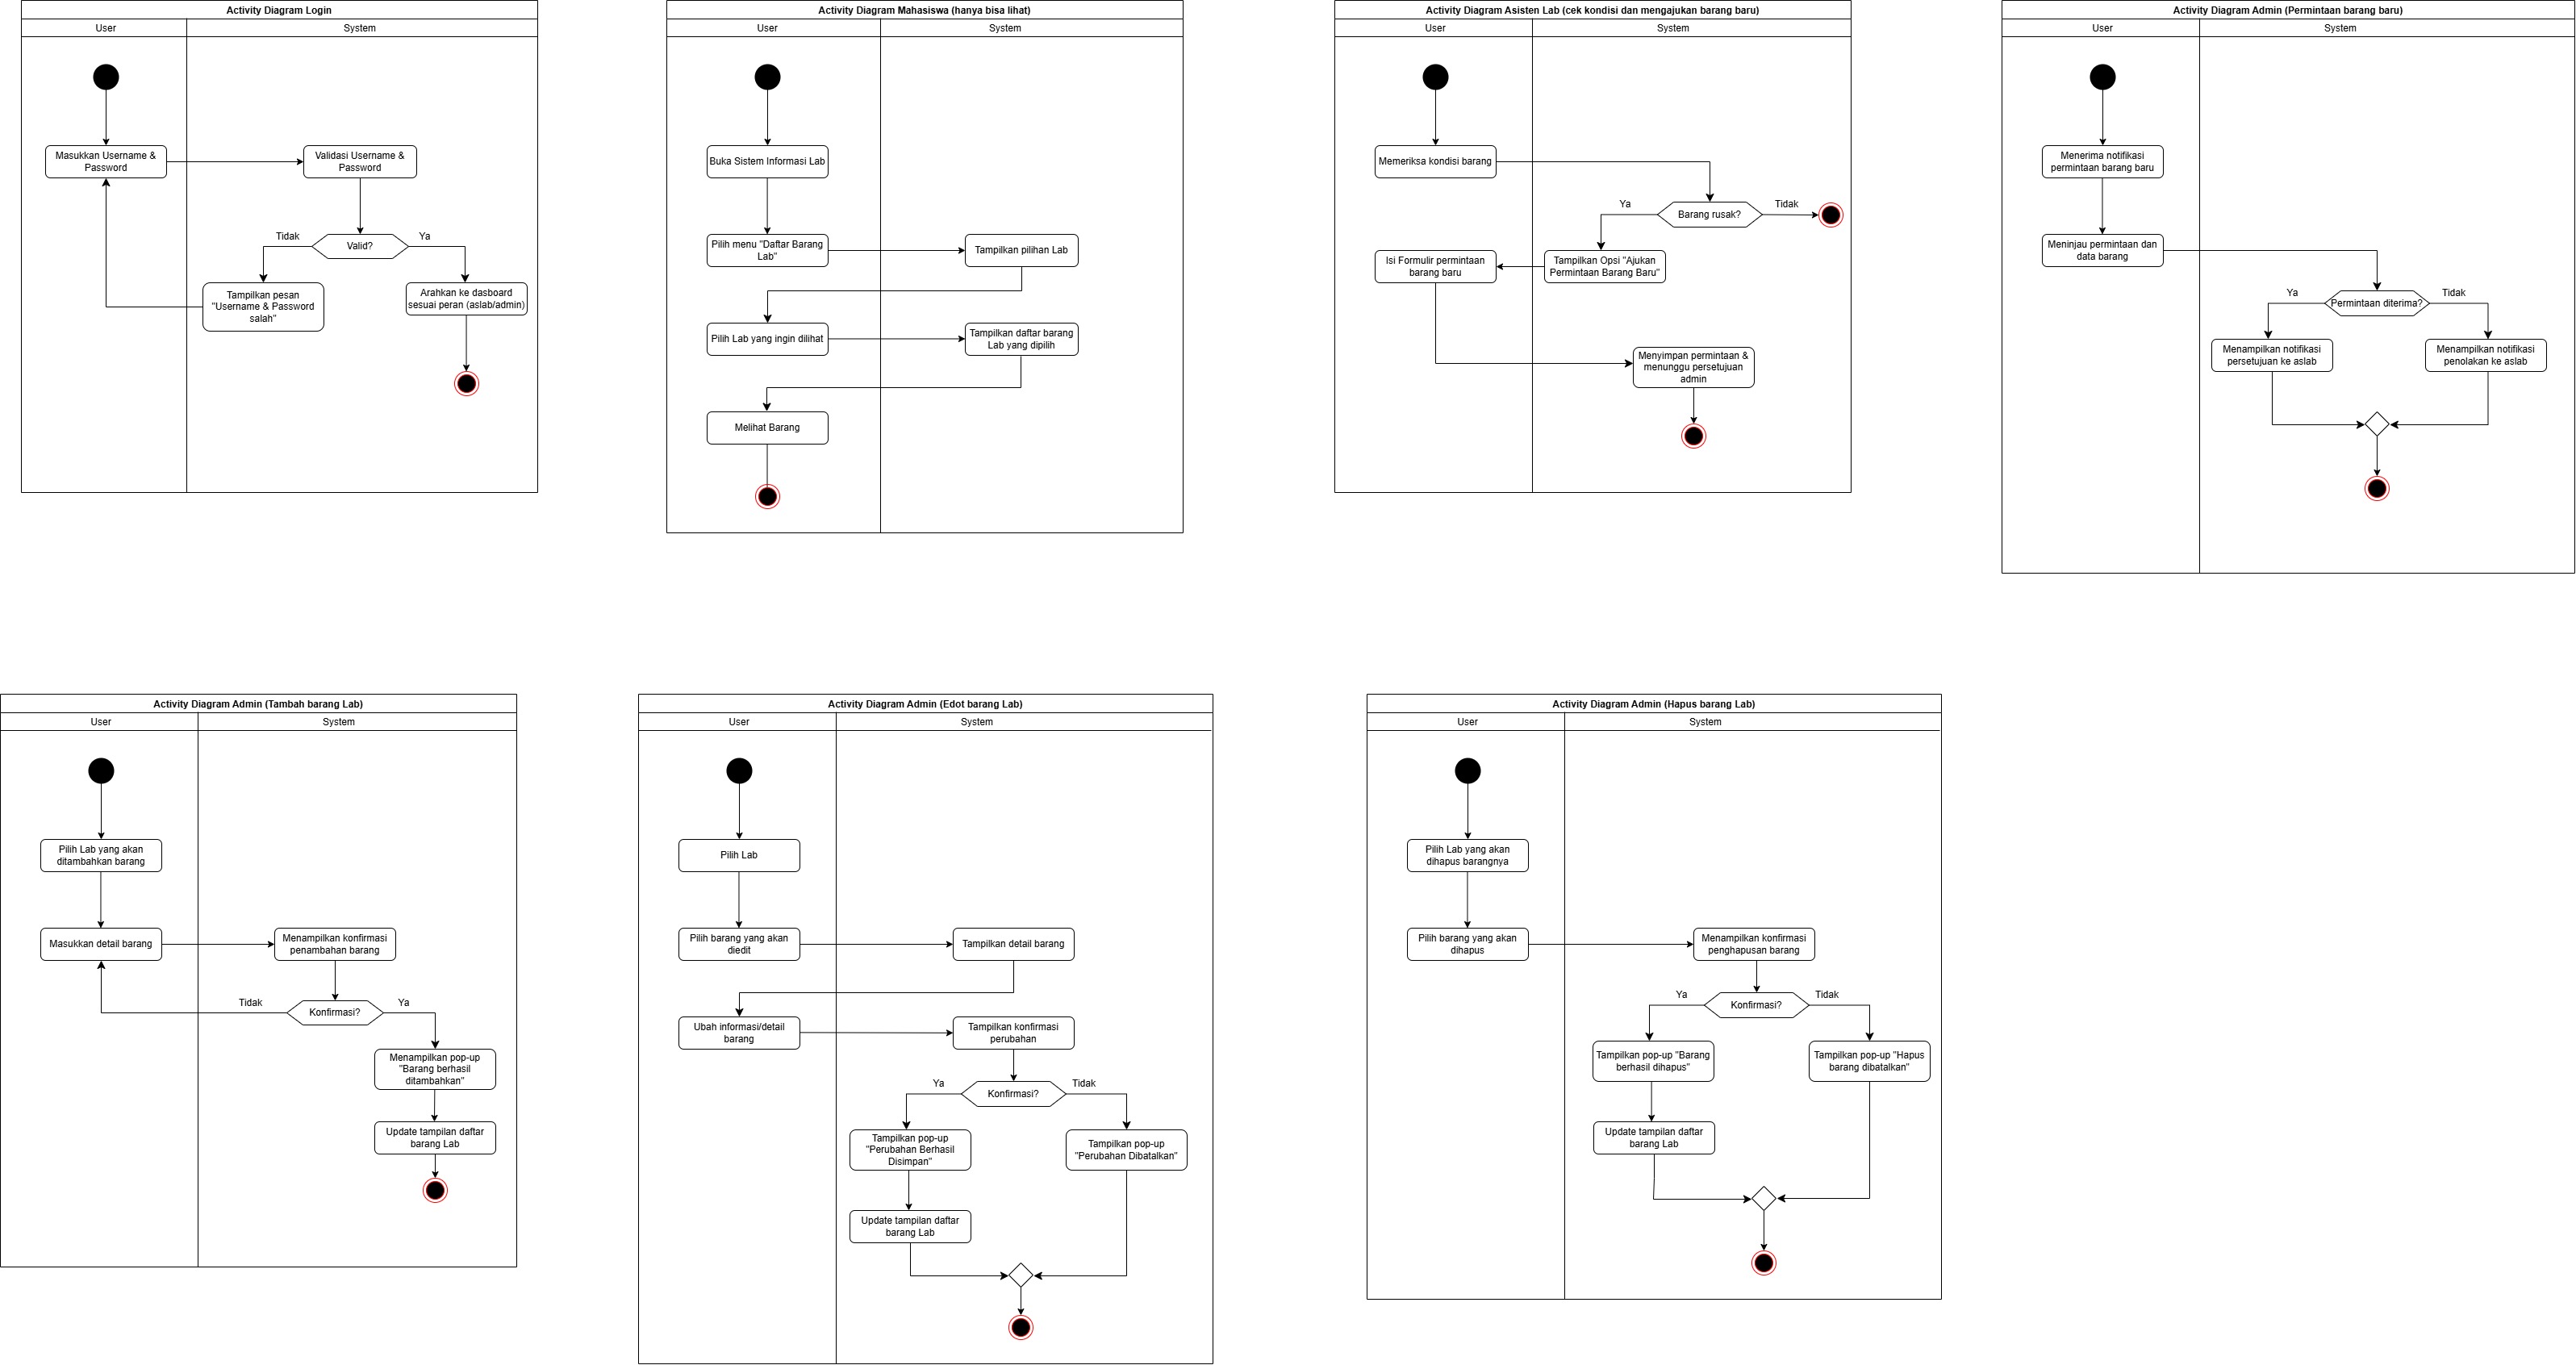 Activity Diagram Login
User
System
Masukkan Username &
Password
Validasi Username &
Password
Valid?
Tidak
Ya
Tampilkan pesan
"Username & Password
salah"
Arahkan ke dasboard
sesuai peran (aslab/admin)
Activity Diagram Mahasiswa (hanya bisa lihat)
User
System
Buka Sistem Informasi Lab
Pilih menu "Daftar Barang
Lab"
Tampilkan pilihan Lab
Pilih Lab yang ingin dilihat
Tampilkan daftar barang
Lab yang dipilih
Melihat Barang
Activity Diagram Asisten Lab (cek kondisi dan mengajukan barang baru)
User
System
Memeriksa kondisi barang
Ya
Barang rusak?
Tidak
Isi Formulir permintaan
barang baru
Tampilkan Opsi "Ajukan
Permintaan Barang Baru"
Menyimpan permintaan &
menunggu persetujuan
admin
Activity Diagram Admin (Permintaan barang baru)
User
System
Menerima notifikasi
permintaan barang baru
Meninjau permintaan dan
data barang
Ya
Permintaan diterima?
Tidak
Menampilkan notifikasi
persetujuan ke aslab
Menampilkan notifikasi
penolakan ke aslab
Activity Diagram Admin (Tambah barang Lab)
User
System
Pilih Lab yang akan
ditambahkan barang
Masukkan detail barang
Menampilkan konfirmasi
penambahan barang
Tidak
Konfirmasi?
Ya
Menampilkan pop-up
"Barang berhasil
ditambahkan"
Update tampilan daftar
barang Lab
Activity Diagram Admin (Edot barang Lab)
User
System
Pilih Lab
Pilih barang yang akan
diedit
Tampilkan detail barang
Ubah informasi/detail
barang
Tampilkan konfirmasi
perubahan
Ya
Konfirmasi?
Tidak
Tampilkan pop-up
"Perubahan Berhasil
Disimpan"
Tampilkan pop-up
"Perubahan Dibatalkan"
Update tampilan daftar
barang Lab
Activity Diagram Admin (Hapus barang Lab)
User
System
Pilih Lab yang akan
dihapus barangnya
Pilih barang yang akan
dihapus
Menampilkan konfirmasi
penghapusan barang
Ya
Konfirmasi?
Tidak
Tampilkan pop-up "Barang
berhasil dihapus"
Tampilkan pop-up "Hapus
barang dibatalkan"
Update tampilan daftar
barang Lab